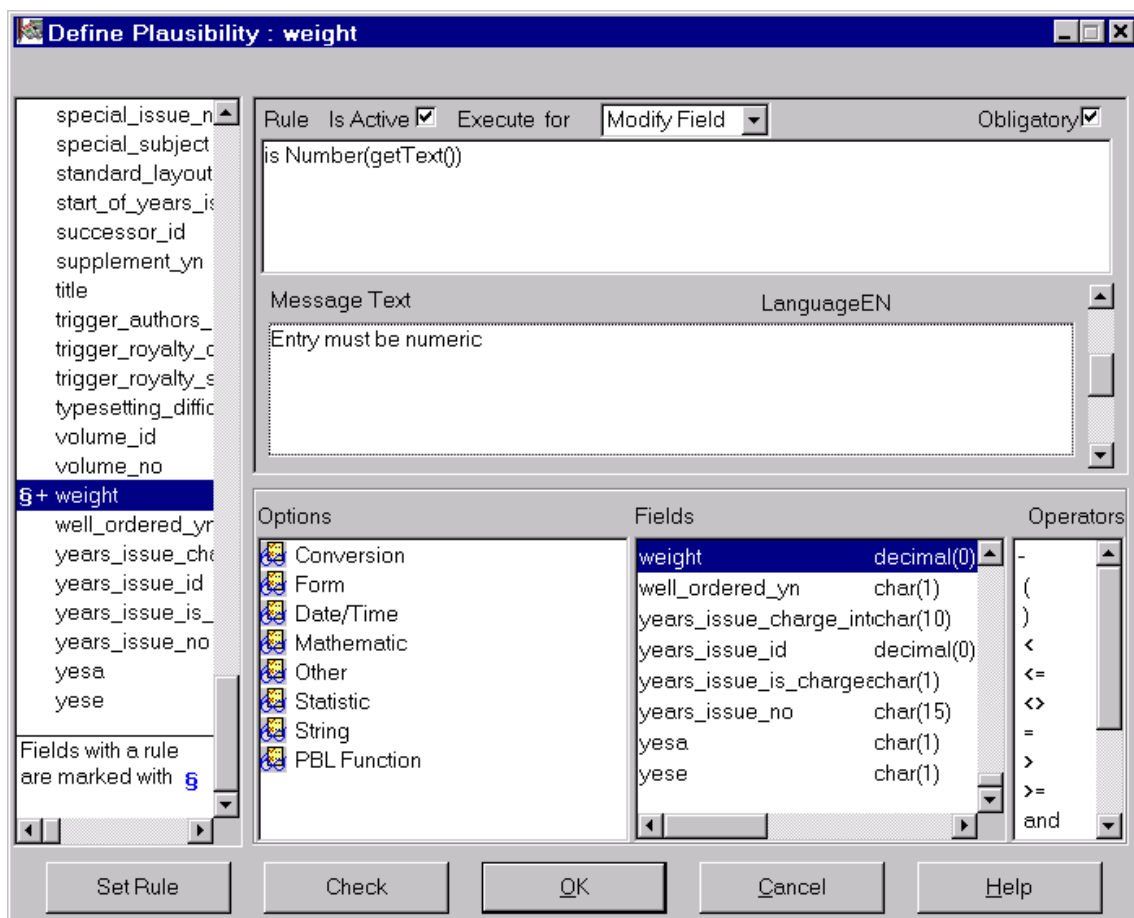 Define Plausibility : weight
special_issue_n
special_subject
standard_layout
start_of_years_is
successor_id
supplement_yn
title
trigger_authors_
trigger_royalty_c
trigger_royalty_s
typesetting_diffic
volume_id
volume_no
§ + weight
well_ordered_yn
years_issue_cha
years_issue_id
years_issue_is_
years_issue_no
yesa
yese
Fields with a rule
are marked with §
Rule Is Active Execute for Modify Field Obligatory
is Number(getText())
Message Text LanguageEN
Entry must be numeric
Options
Conversion
Form
Date/Time
Mathematic
Other
Statistic
String
PBL Function
Fields
weight decimal(0)
well_ordered_yn char(1)
years_issue_charge_inte char(10)
years_issue_id decimal(0)
years_issue_is_chargea char(1)
years_issue_no char(15)
yesa char(1)
yese char(1)
Operators
-
(
)
<
<=
<>
=
>
>=
and
Set Rule Check OK Cancel Help